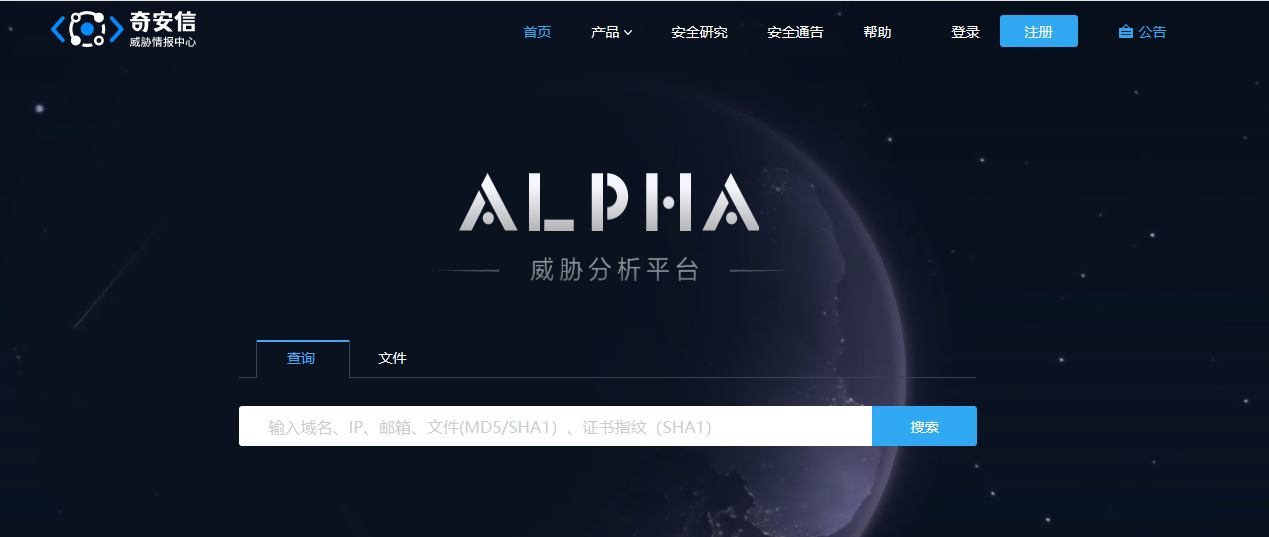 奇安信
威胁情报中心
首页 产品 安全研究 安全通告 帮助 登录 注册 公告
ALPHA
威胁分析平台
查询 文件
输入域名、IP、邮箱、文件(MD5/SHA1）、证书指纹（SHA1）
搜索